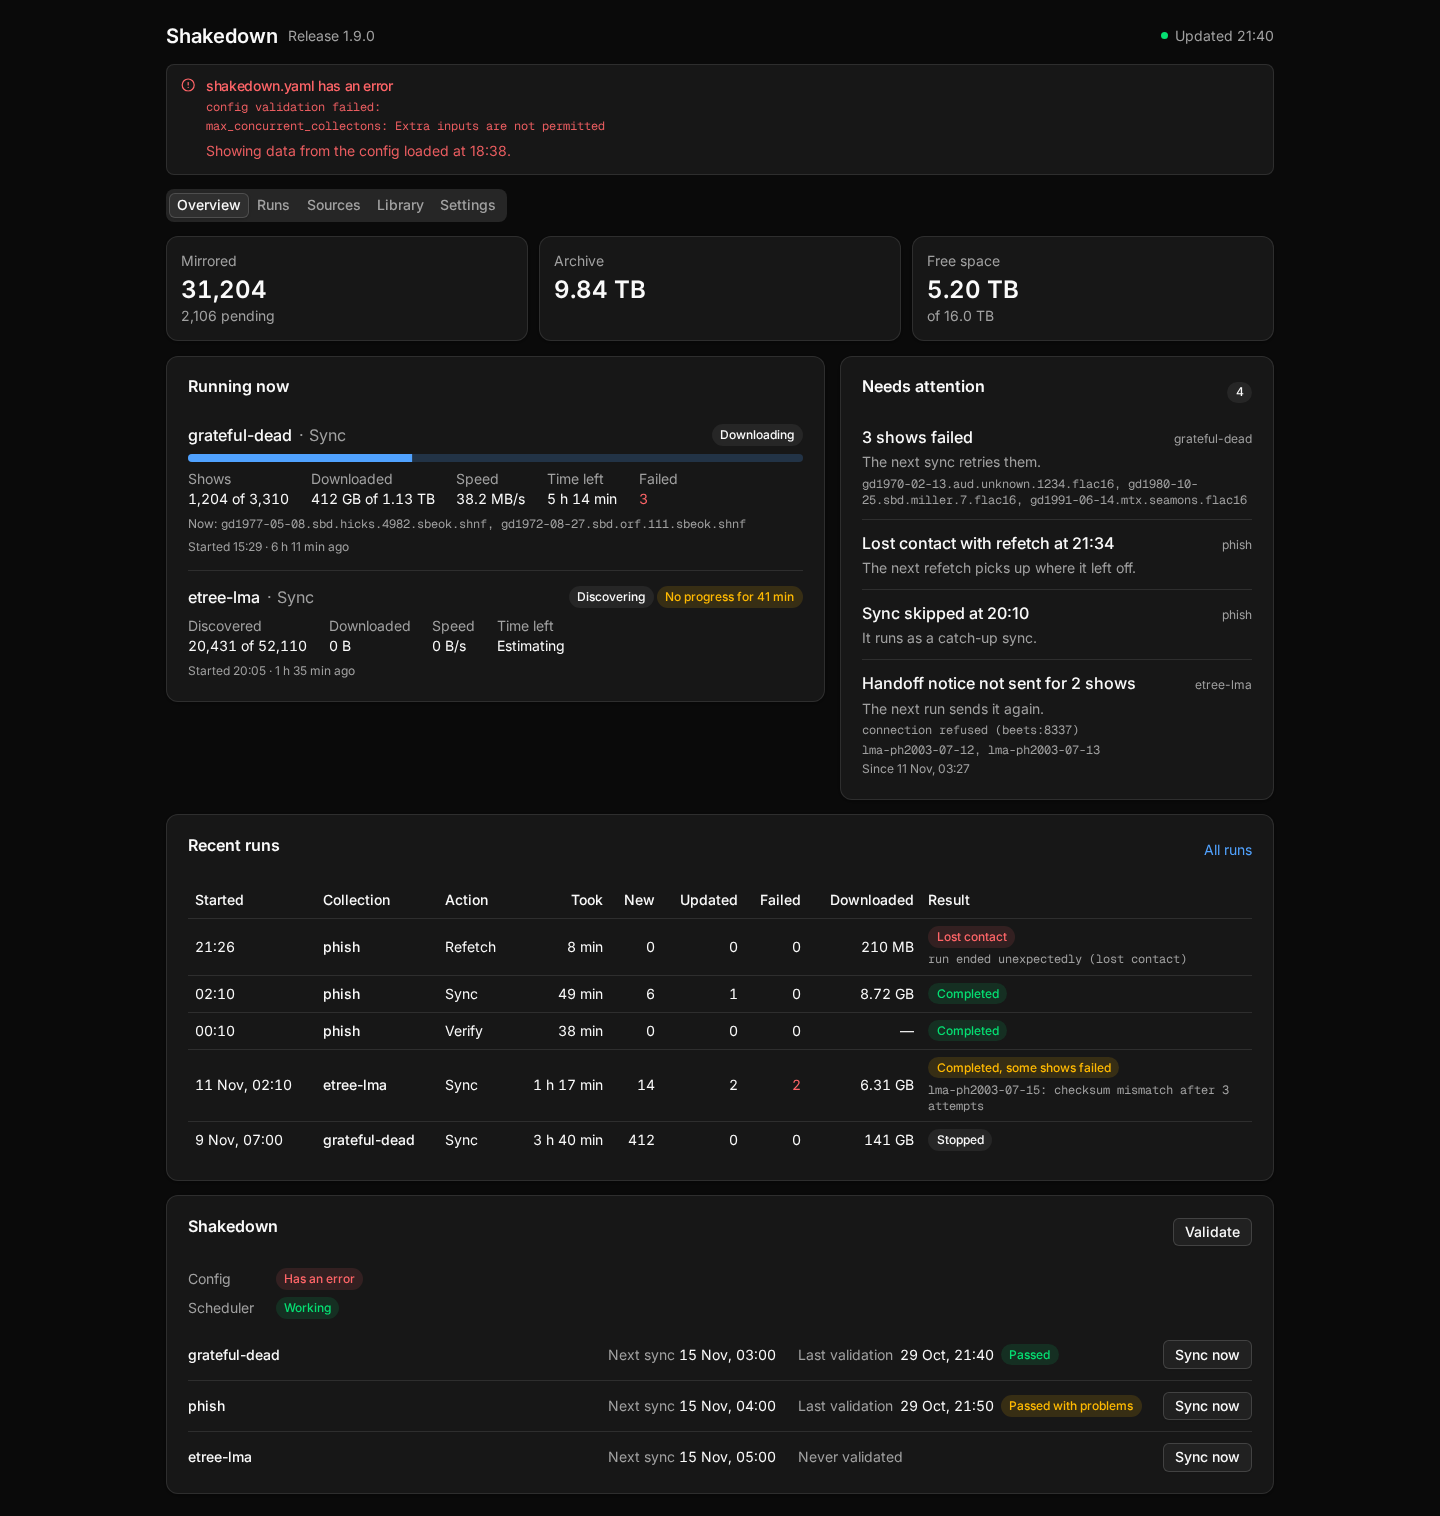 Shakedown Release 1.9.0
Updated 21:40
shakedown.yaml has an error
config validation failed:
max_concurrent_collectons: Extra inputs are not permitted
Showing data from the config loaded at 18:38.
Overview Runs Sources Library Settings
Mirrored
31,204
2,106 pending
Archive
9.84 TB
Free space
5.20 TB
of 16.0 TB
Running now
grateful-dead · Sync Downloading
Shows Downloaded Speed Time left Failed
1,204 of 3,310 412 GB of 1.13 TB 38.2 MB/s 5 h 14 min 3
Now: gd1977-05-08.sbd.hicks.4982.sbeok.shnf, gd1972-08-27.sbd.orf.111.sbeok.shnf
Started 15:29 · 6 h 11 min ago
etree-lma · Sync Discovering No progress for 41 min
Discovered Downloaded Speed Time left
20,431 of 52,110 0 B 0 B/s Estimating
Started 20:05 · 1 h 35 min ago
Needs attention 4
3 shows failed grateful-dead
The next sync retries them.
gd1970-02-13.aud.unknown.1234.flac16, gd1980-10-
25.sbd.miller.7.flac16, gd1991-06-14.mtx.seamons.flac16
Lost contact with refetch at 21:34 phish
The next refetch picks up where it left off.
Sync skipped at 20:10 phish
It runs as a catch-up sync.
Handoff notice not sent for 2 shows etree-lma
The next run sends it again.
connection refused (beets:8337)
lma-ph2003-07-12, lma-ph2003-07-13
Since 11 Nov, 03:27
Recent runs All runs
Started Collection Action Took New Updated Failed Downloaded Result
21:26 phish Refetch 8 min 0 0 0 210 MB Lost contact
run ended unexpectedly (lost contact)
02:10 phish Sync 49 min 6 1 0 8.72 GB Completed
00:10 phish Verify 38 min 0 0 0 — Completed
11 Nov, 02:10 etree-lma Sync 1 h 17 min 14 2 2 6.31 GB Completed, some shows failed
lma-ph2003-07-15: checksum mismatch after 3
attempts
9 Nov, 07:00 grateful-dead Sync 3 h 40 min 412 0 0 141 GB Stopped
Shakedown Validate
Config Has an error
Scheduler Working
grateful-dead Next sync 15 Nov, 03:00 Last validation 29 Oct, 21:40 Passed Sync now
phish Next sync 15 Nov, 04:00 Last validation 29 Oct, 21:50 Passed with problems Sync now
etree-lma Next sync 15 Nov, 05:00 Never validated Sync now